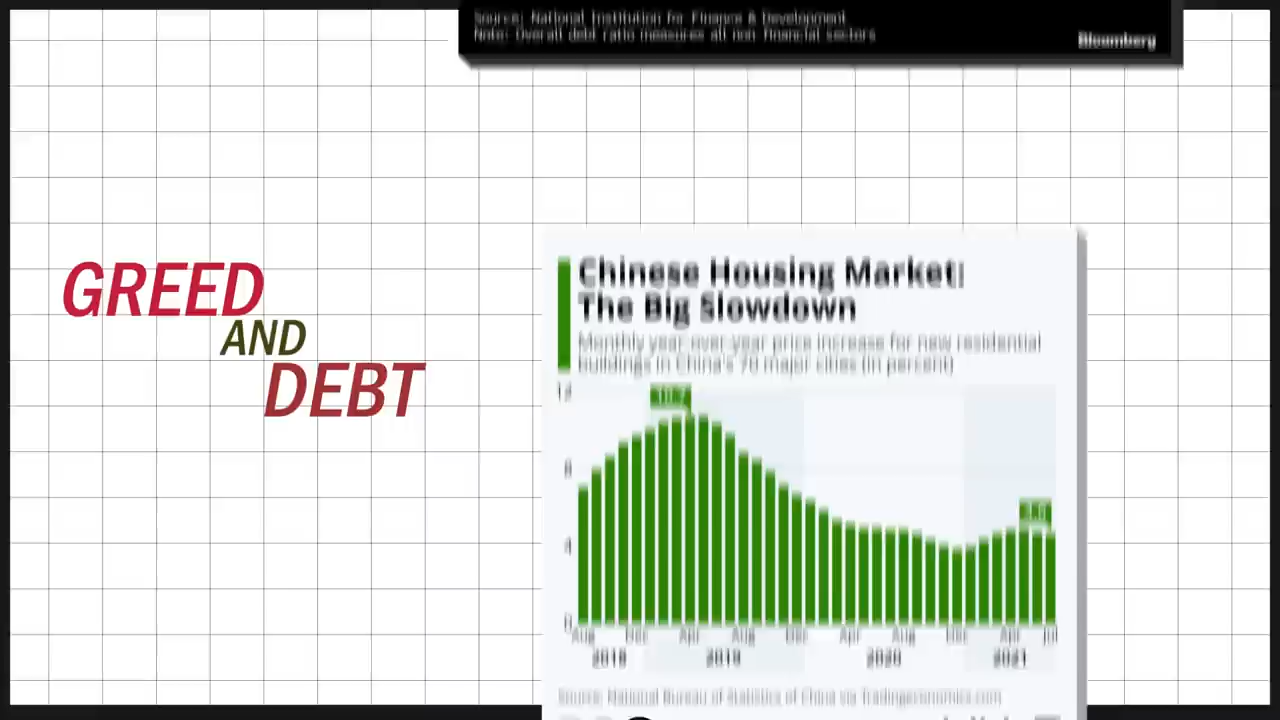 Source: National Institution for Finance & Development
Note: Overall debt ratio measures all non financial sectors
Bloomberg
GREED
AND
DEBT
Chinese Housing Market:
The Big Slowdown
Monthly year over year price increase for new residential
buildings in China's 70 major cities (in percent)
12
10.7
8
4
0
Aug Dec Apr Aug Dec Apr Aug Dec Apr Jul
2018 2019 2020 2021
Source: National Bureau of Statistics of China via Tradingeconomics.com